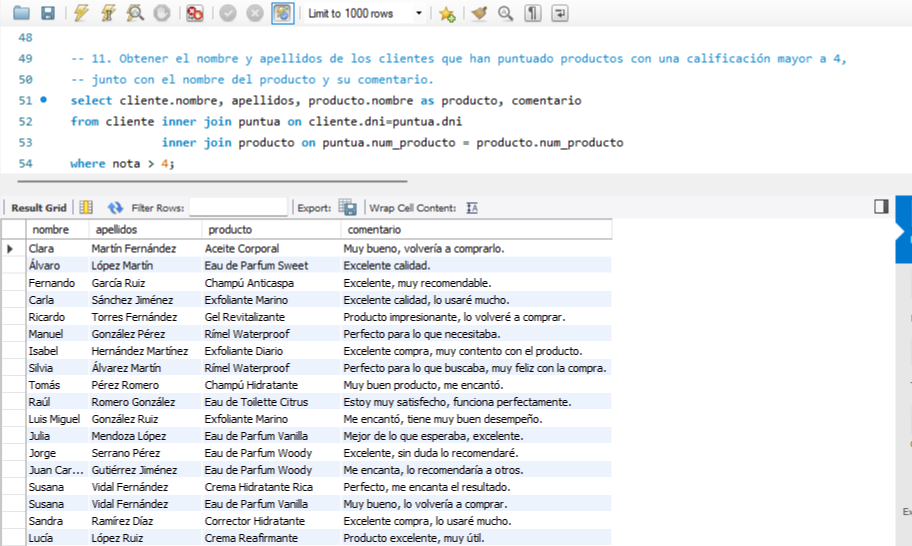 Limit to 1000 rows
48
49 -- 11. Obtener el nombre y apellidos de los clientes que han puntuado productos con una calificación mayor a 4,
50 -- junto con el nombre del producto y su comentario.
51 select cliente.nombre, apellidos, producto.nombre as producto, comentario
52 from cliente inner join puntua on cliente.dni=puntua.dni
53 inner join producto on puntua.num_producto = producto.num_producto
54 where nota > 4;
Result Grid Filter Rows: Export: Wrap Cell Content:
nombre apellidos producto comentario
Clara Martín Fernández Aceite Corporal Muy bueno, volvería a comprarlo.
Álvaro López Martín Eau de Parfum Sweet Excelente calidad.
Fernando García Ruiz Champú Anticaspa Excelente, muy recomendable.
Carla Sánchez Jiménez Exfoliante Marino Excelente calidad, lo usaré mucho.
Ricardo Torres Fernández Gel Revitalizante Producto impresionante, lo volveré a comprar.
Manuel González Pérez Rímel Waterproof Perfecto para lo que necesitaba.
Isabel Hernández Martínez Exfoliante Diario Excelente compra, muy contento con el producto.
Silvia Álvarez Martín Rímel Waterproof Perfecto para lo que buscaba, muy feliz con la compra.
Tomás Pérez Romero Champú Hidratante Muy buen producto, me encantó.
Raúl Romero González Eau de Toilette Citrus Estoy muy satisfecho, funciona perfectamente.
Luis Miguel González Ruiz Exfoliante Marino Me encantó, tiene muy buen desempeño.
Julia Mendoza López Eau de Parfum Vanilla Mejor de lo que esperaba, excelente.
Jorge Serrano Pérez Eau de Parfum Woody Excelente, sin duda lo recomendaré.
Juan Car... Gutiérrez Jiménez Eau de Parfum Woody Me encanta, lo recomendaría a otros.
Susana Vidal Fernández Crema Hidratante Rica Perfecto, me encanta el resultado.
Susana Vidal Fernández Eau de Parfum Vanilla Muy bueno, lo volvería a comprar.
Sandra Ramírez Díaz Corrector Hidratante Excelente compra, lo usaré mucho.
Lucía López Ruiz Crema Reafirmante Producto excelente, muy útil.